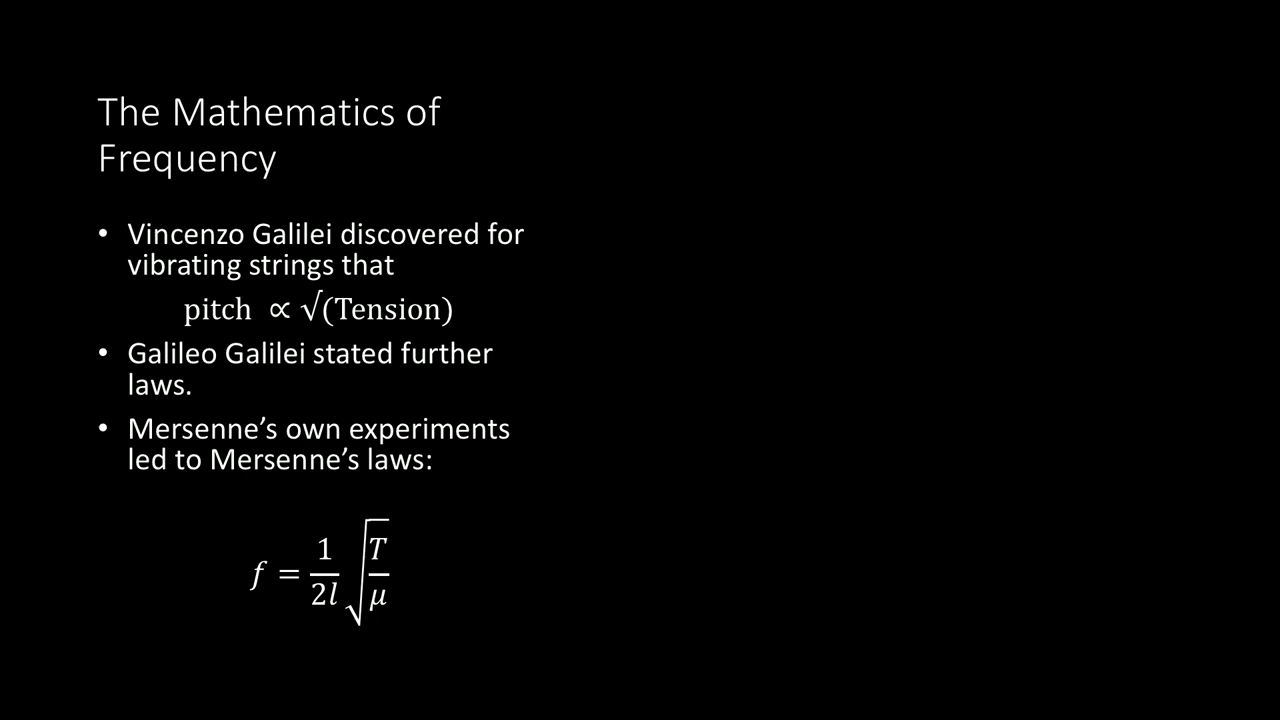 The Mathematics of
Frequency
• Vincenzo Galilei discovered for
vibrating strings that
pitch ∝ √(Tension)
• Galileo Galilei stated further
laws.
• Mersenne’s own experiments
led to Mersenne’s laws:
𝑓 = 1/2𝑙 √(𝑇/𝜇)